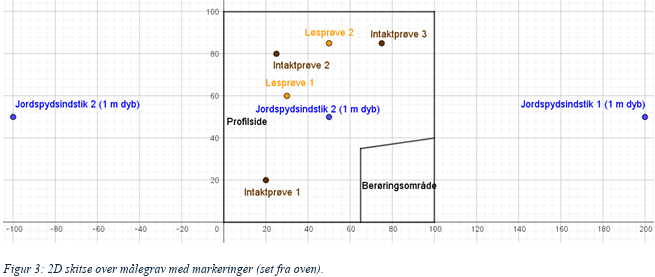 100
Løsprøve 2
Intaktprøve 3
80
Intaktprøve 2
Løsprøve 1
60
Jordspydsindstik 2 (1 m dyb)
Jordspydsindstik 2 (1 m dyb)
Jordspydsindstik 1 (1 m dyb)
Profilside
40
20
Intaktprøve 1
Berøringsområde
-100 -80 -60 -40 -20 0 20 40 60 80 100 120 140 160 180 200
Figur 3: 2D skitse over målegrav med markeringer (set fra oven).